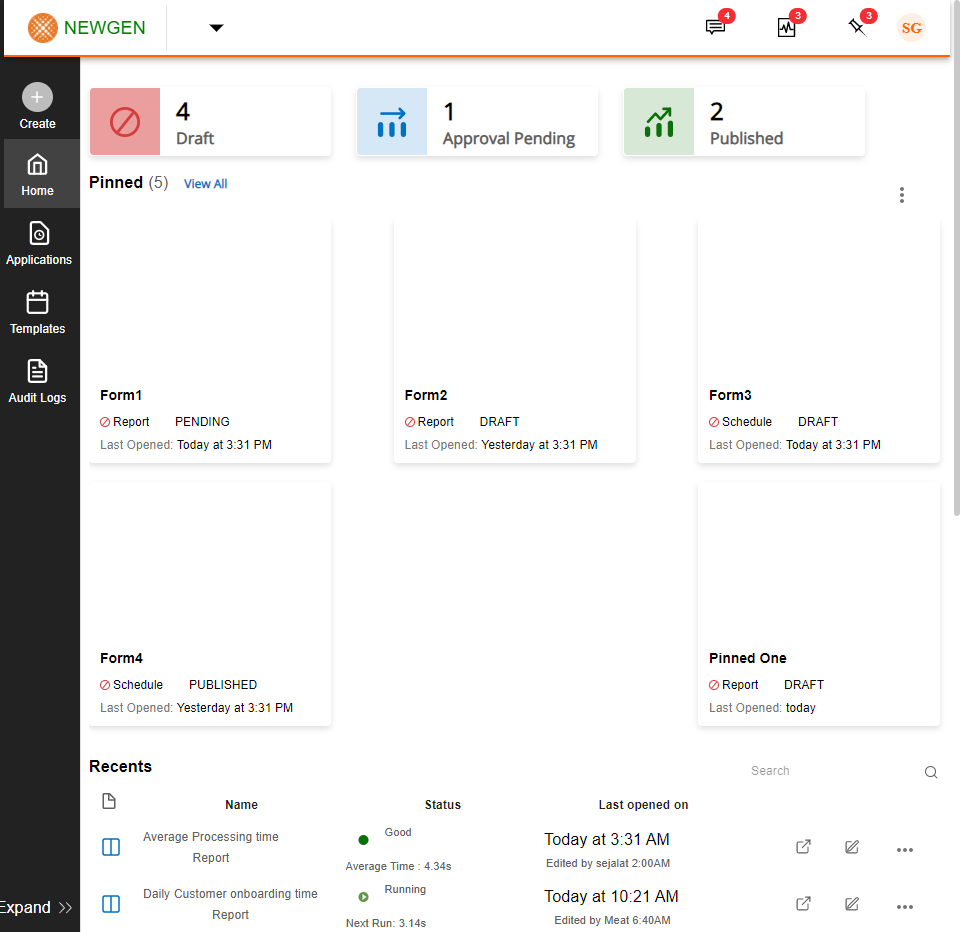 NEWGEN
4
3
3
SG
Create
Home
Applications
Templates
Audit Logs
Expand
4
Draft
1
Approval Pending
2
Published
Pinned (5) View All
Form1
Report PENDING
Last Opened: Today at 3:31 PM
Form2
Report DRAFT
Last Opened: Yesterday at 3:31 PM
Form3
Schedule DRAFT
Last Opened: Today at 3:31 PM
Form4
Schedule PUBLISHED
Last Opened: Yesterday at 3:31 PM
Pinned One
Report DRAFT
Last Opened: today
Recents
Search
Name Status Last opened on
Average Processing time
Report
Good
Average Time : 4.34s
Today at 3:31 AM
Edited by sejalat 2:00AM
Daily Customer onboarding time
Report
Running
Next Run: 3.14s
Today at 10:21 AM
Edited by Meat 6:40AM